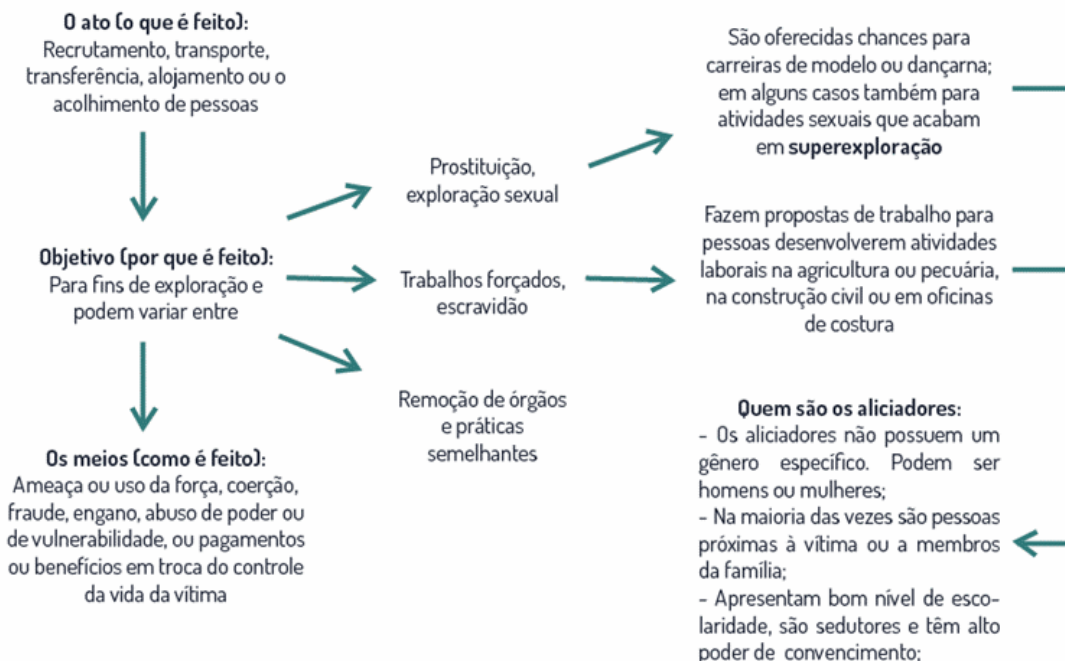 O ato (o que é feito):
Recrutamento, transporte,
transferência, alojamento ou o
acolhimento de pessoas
Objetivo (por que é feito):
Para fins de exploração e
podem variar entre
Os meios (como é feito):
Ameaça ou uso da força, coerção,
fraude, engano, abuso de poder ou
de vulnerabilidade, ou pagamentos
ou benefícios em troca do controle
da vida da vítima
Prostituição,
exploração sexual
Trabalhos forçados,
escravidão
Remoção de órgãos
e práticas
semelhantes
São oferecidas chances para
carreiras de modelo ou dançarna;
em alguns casos também para
atividades sexuais que acabam
em superexploração
Fazem propostas de trabalho para
pessoas desenvolverem atividades
laborais na agricultura ou pecuária,
na construção civil ou em oficinas
de costura
Quem são os aliciadores:
- Os aliciadores não possuem um
gênero específico. Podem ser
homens ou mulheres;
- Na maioria das vezes são pessoas
próximas à vítima ou a membros
da família;
- Apresentam bom nível de esco-
laridade, são sedutores e têm alto
poder de convencimento;